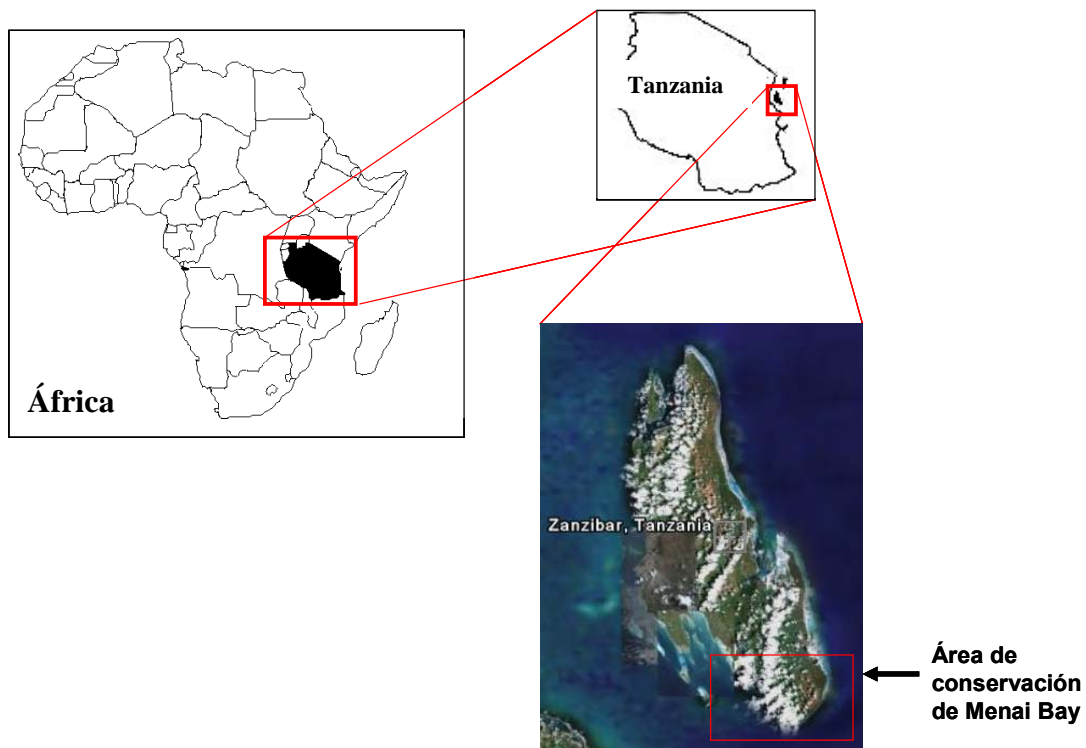 África
Tanzania
Zanzibar, Tanzania
Área de
conservación
de Menai Bay